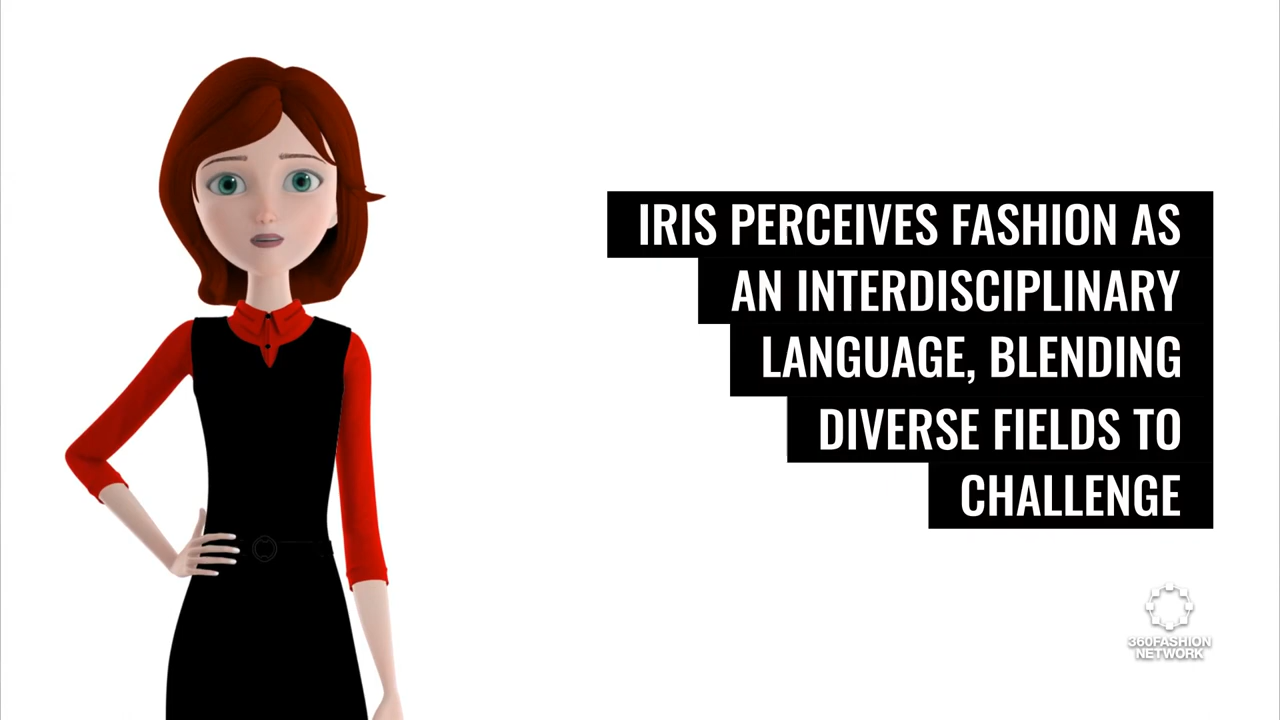 IRIS PERCEIVES FASHION AS
AN INTERDISCIPLINARY
LANGUAGE, BLENDING
DIVERSE FIELDS TO
CHALLENGE
360FASHION
NETWORK